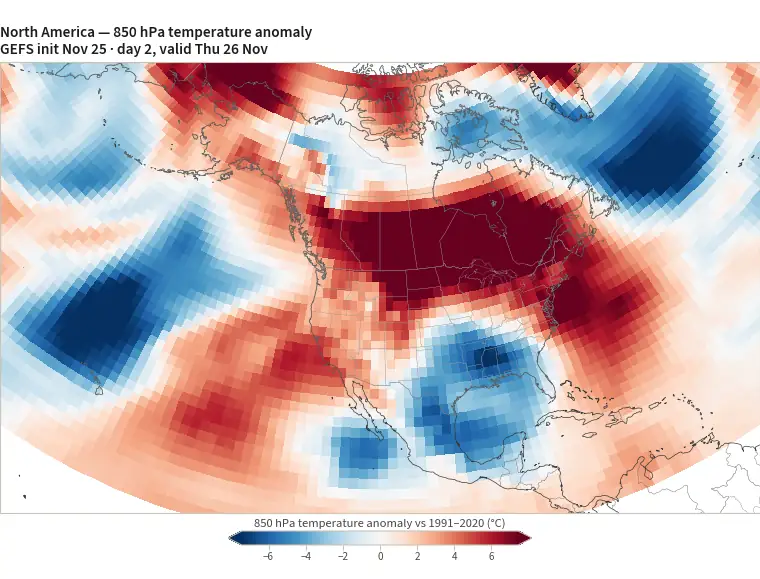 North America — 850 hPa temperature anomaly
GEFS init Nov 25 · day 2, valid Thu 26 Nov
850 hPa temperature anomaly vs 1991–2020 (°C)
−6 −4 −2 0 2 4 6